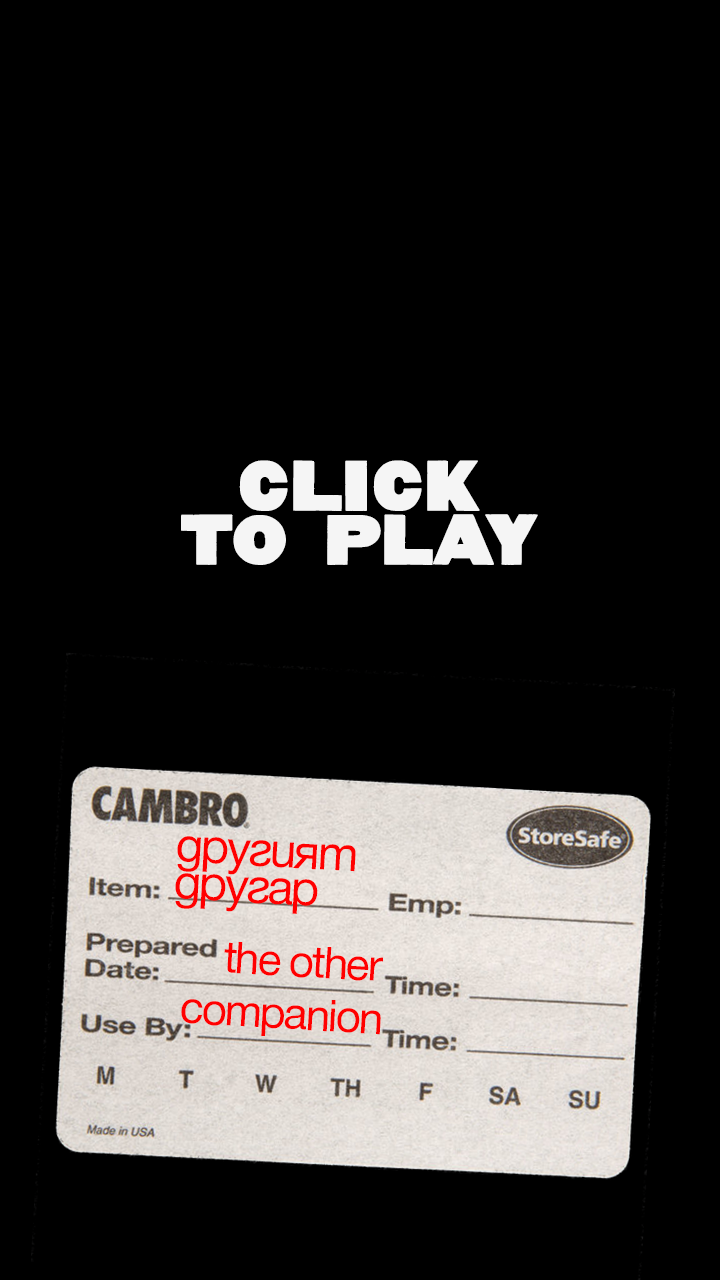 CLICK
TO PLAY
CAMBRO®
StoreSafe®
другият
Item: другар Emp:
Prepared
Date: the other Time:
Use By: companion Time:
M T W TH F SA SU
Made in USA